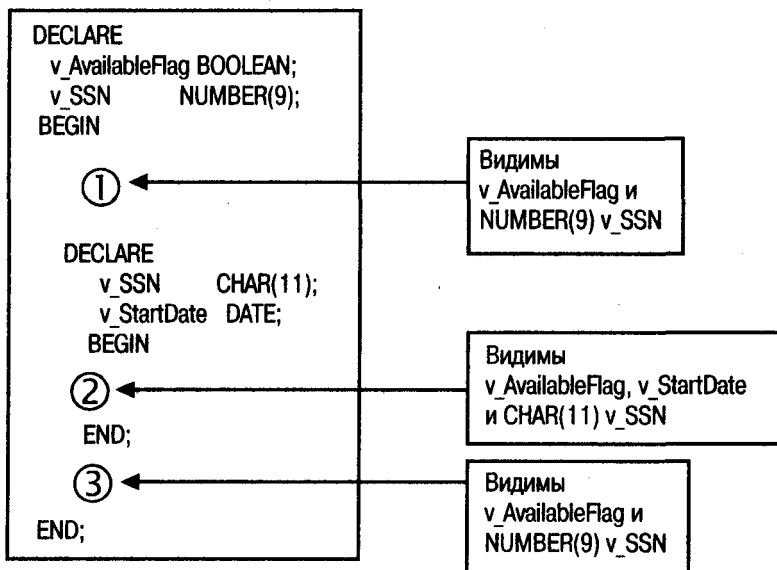 DECLARE
v_AvailableFlag BOOLEAN;
v_SSN NUMBER(9);
BEGIN
①
Видимы
v_AvailableFlag и
NUMBER(9) v_SSN
DECLARE
v_SSN CHAR(11);
v_StartDate DATE;
BEGIN
②
Видимы
v_AvailableFlag, v_StartDate
и CHAR(11) v_SSN
END;
③
Видимы
v_AvailableFlag и
NUMBER(9) v_SSN
END;